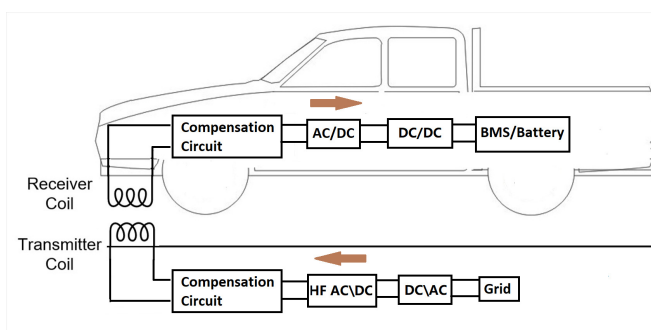 Compensation
Circuit
AC/DC
DC/DC
BMS/Battery
Receiver
Coil
Transmitter
Coil
Compensation
Circuit
HF AC\DC
DC\AC
Grid